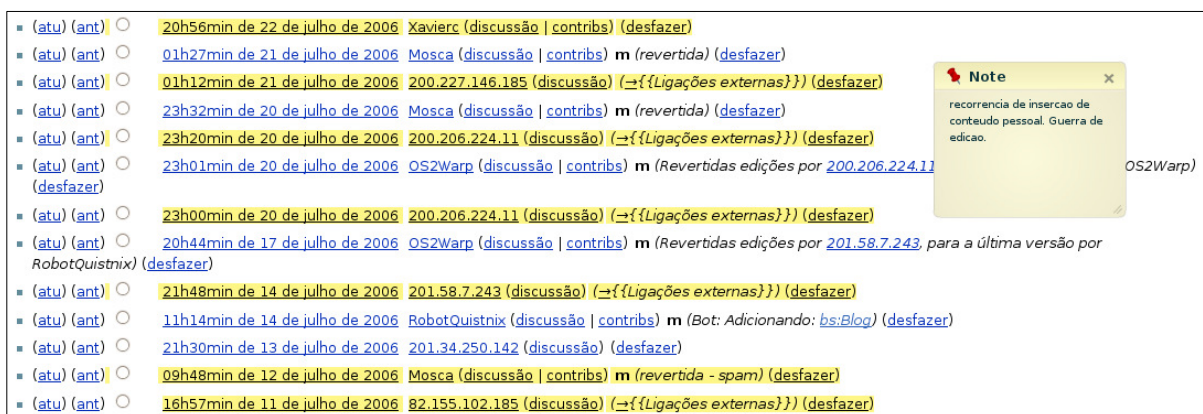 (atu) (ant) 20h56min de 22 de julho de 2006 Xavierc (discussão | contribs) (desfazer)
(atu) (ant) 01h27min de 21 de julho de 2006 Mosca (discussão | contribs) m (revertida) (desfazer)
(atu) (ant) 01h12min de 21 de julho de 2006 200.227.146.185 (discussão) (→{{Ligações externas}}) (desfazer)
(atu) (ant) 23h32min de 20 de julho de 2006 Mosca (discussão | contribs) m (revertida) (desfazer)
(atu) (ant) 23h20min de 20 de julho de 2006 200.206.224.11 (discussão) (→{{Ligações externas}}) (desfazer)
(atu) (ant) 23h01min de 20 de julho de 2006 OS2Warp (discussão | contribs) m (Revertidas edições por 200.206.224.11 OS2Warp)
(desfazer)
(atu) (ant) 23h00min de 20 de julho de 2006 200.206.224.11 (discussão) (→{{Ligações externas}}) (desfazer)
(atu) (ant) 20h44min de 17 de julho de 2006 OS2Warp (discussão | contribs) m (Revertidas edições por 201.58.7.243, para a última versão por
RobotQuistnix) (desfazer)
(atu) (ant) 21h48min de 14 de julho de 2006 201.58.7.243 (discussão) (→{{Ligações externas}}) (desfazer)
(atu) (ant) 11h14min de 14 de julho de 2006 RobotQuistnix (discussão | contribs) m (Bot: Adicionando: bs:Blog) (desfazer)
(atu) (ant) 21h30min de 13 de julho de 2006 201.34.250.142 (discussão) (desfazer)
(atu) (ant) 09h48min de 12 de julho de 2006 Mosca (discussão | contribs) m (revertida - spam) (desfazer)
(atu) (ant) 16h57min de 11 de julho de 2006 82.155.102.185 (discussão) (→{{Ligações externas}}) (desfazer)
Note
recorrencia de insercao de
conteudo pessoal. Guerra de
edicao.